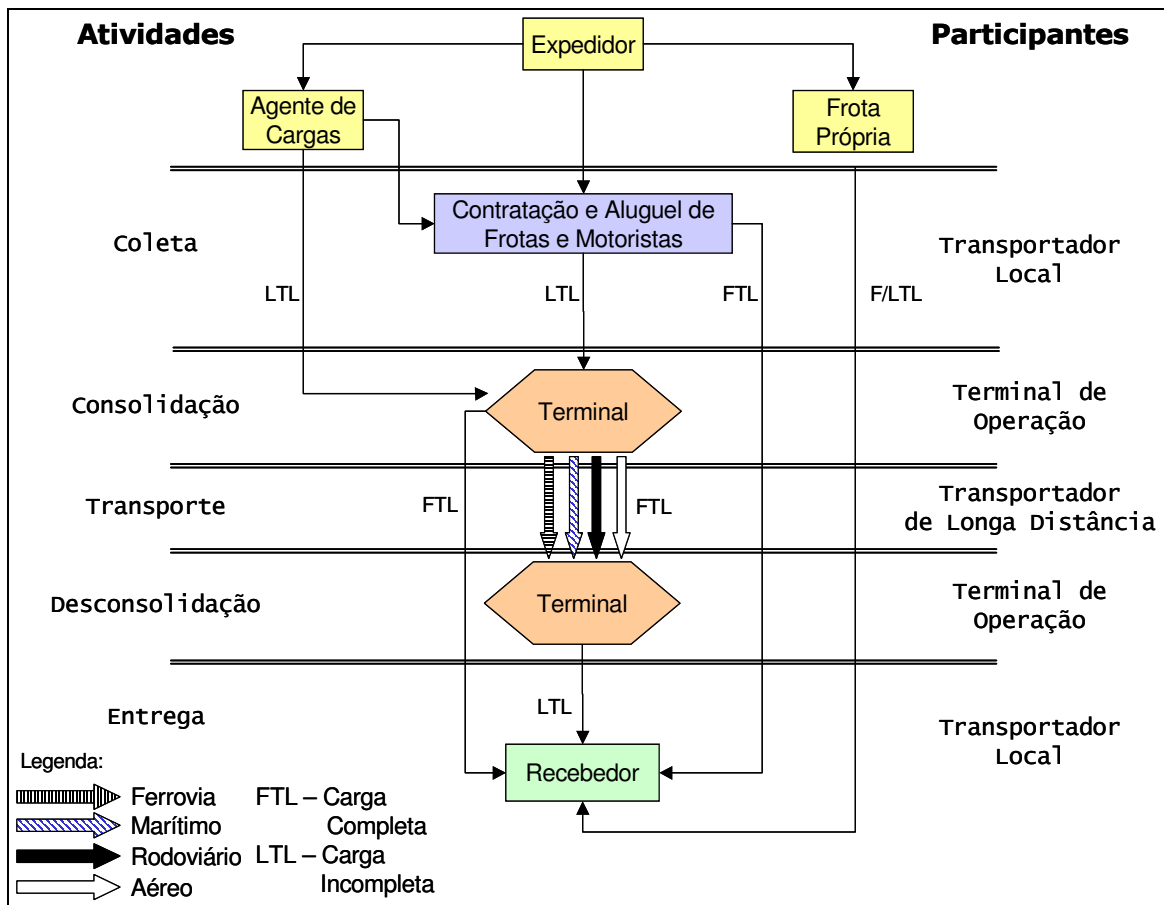 Atividades
Expedidor
Participantes
Agente de
Cargas
Frota
Própria
Contratação e Aluguel de
Frotas e Motoristas
Coleta
Transportador
Local
LTL
LTL
FTL
F/LTL
Consolidação
Terminal
Terminal de
Operação
Transporte
FTL
FTL
Transportador
de Longa Distância
Desconsolidação
Terminal
Terminal de
Operação
Entrega
LTL
Transportador
Local
Recebedor
Legenda:
Ferrovia
Marítimo
Rodoviário
Aéreo
FTL – Carga
Completa
LTL – Carga
Incompleta